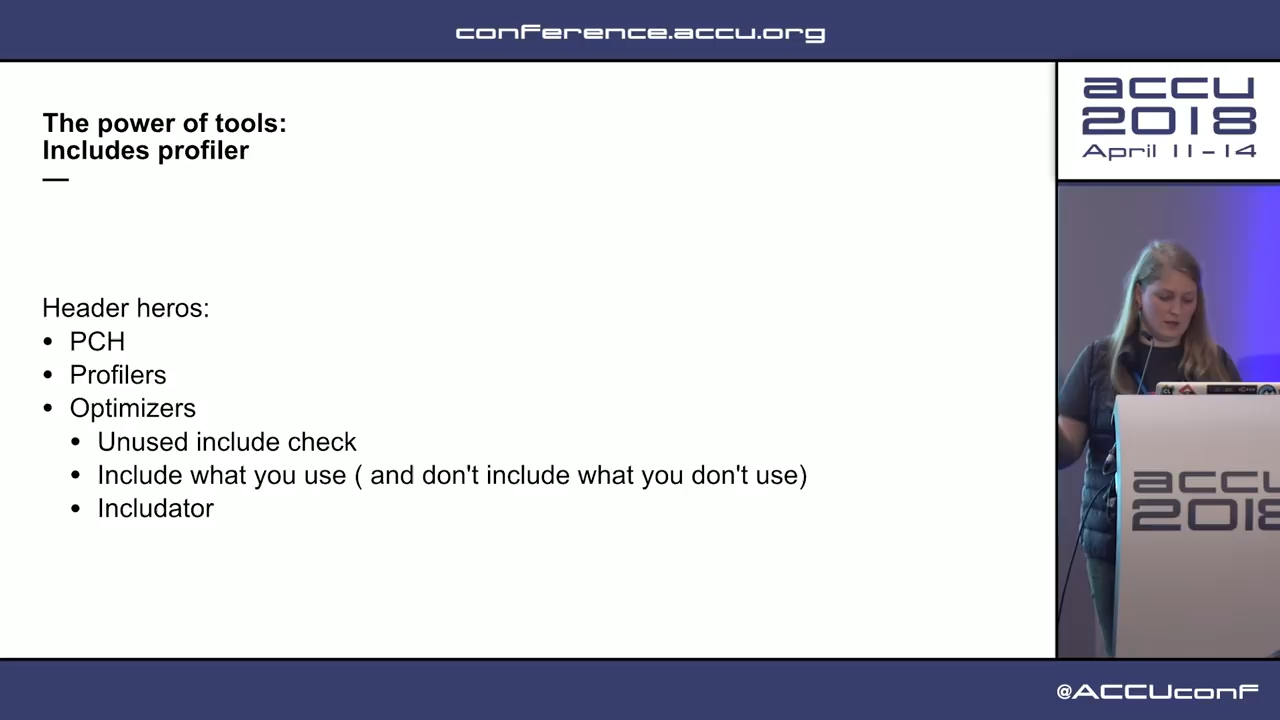 conference.accu.org
accu
2018
April 11-14
The power of tools:
Includes profiler
Header heros:
• PCH
• Profilers
• Optimizers
• Unused include check
• Include what you use ( and don't include what you don't use)
• Includator
accu
2018
@ACCUconf